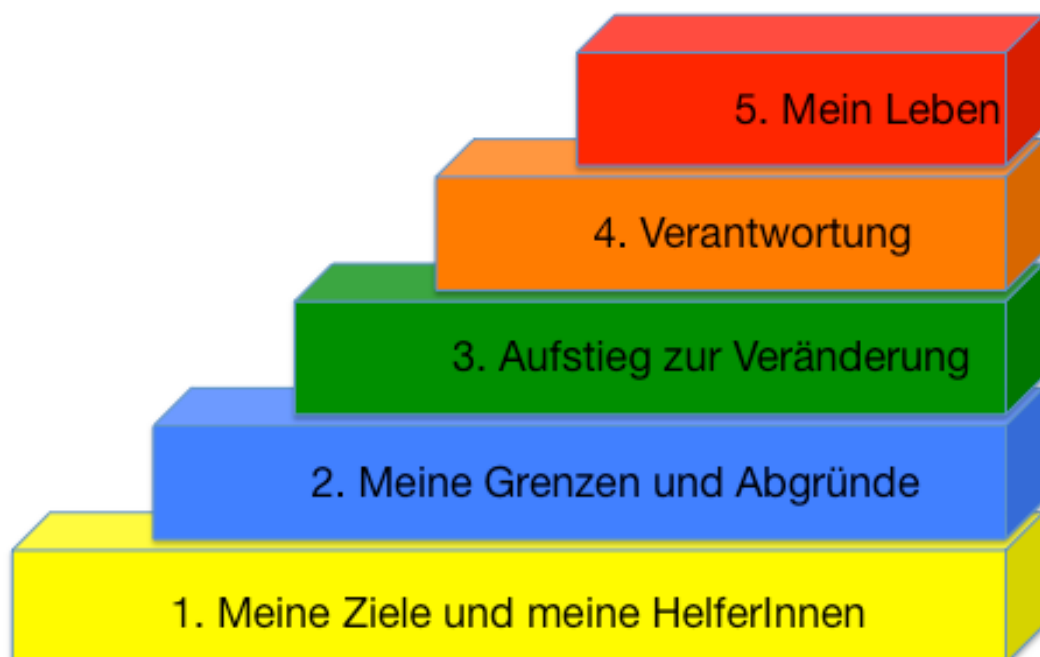 5. Mein Leben
4. Verantwortung
3. Aufstieg zur Veränderung
2. Meine Grenzen und Abgründe
1. Meine Ziele und meine HelferInnen